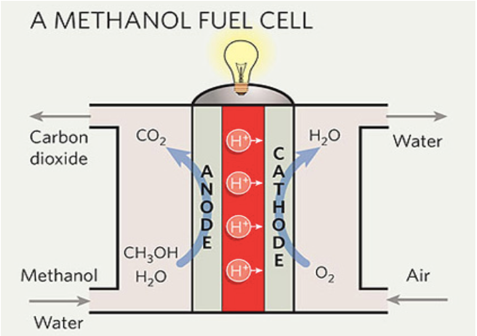 A METHANOL FUEL CELL
Carbon
dioxide
CO₂
H₂O
Water
ANODE
H⁺
H⁺
H⁺
H⁺
CATHODE
CH₃OH
H₂O
Methanol
Water
O₂
Air